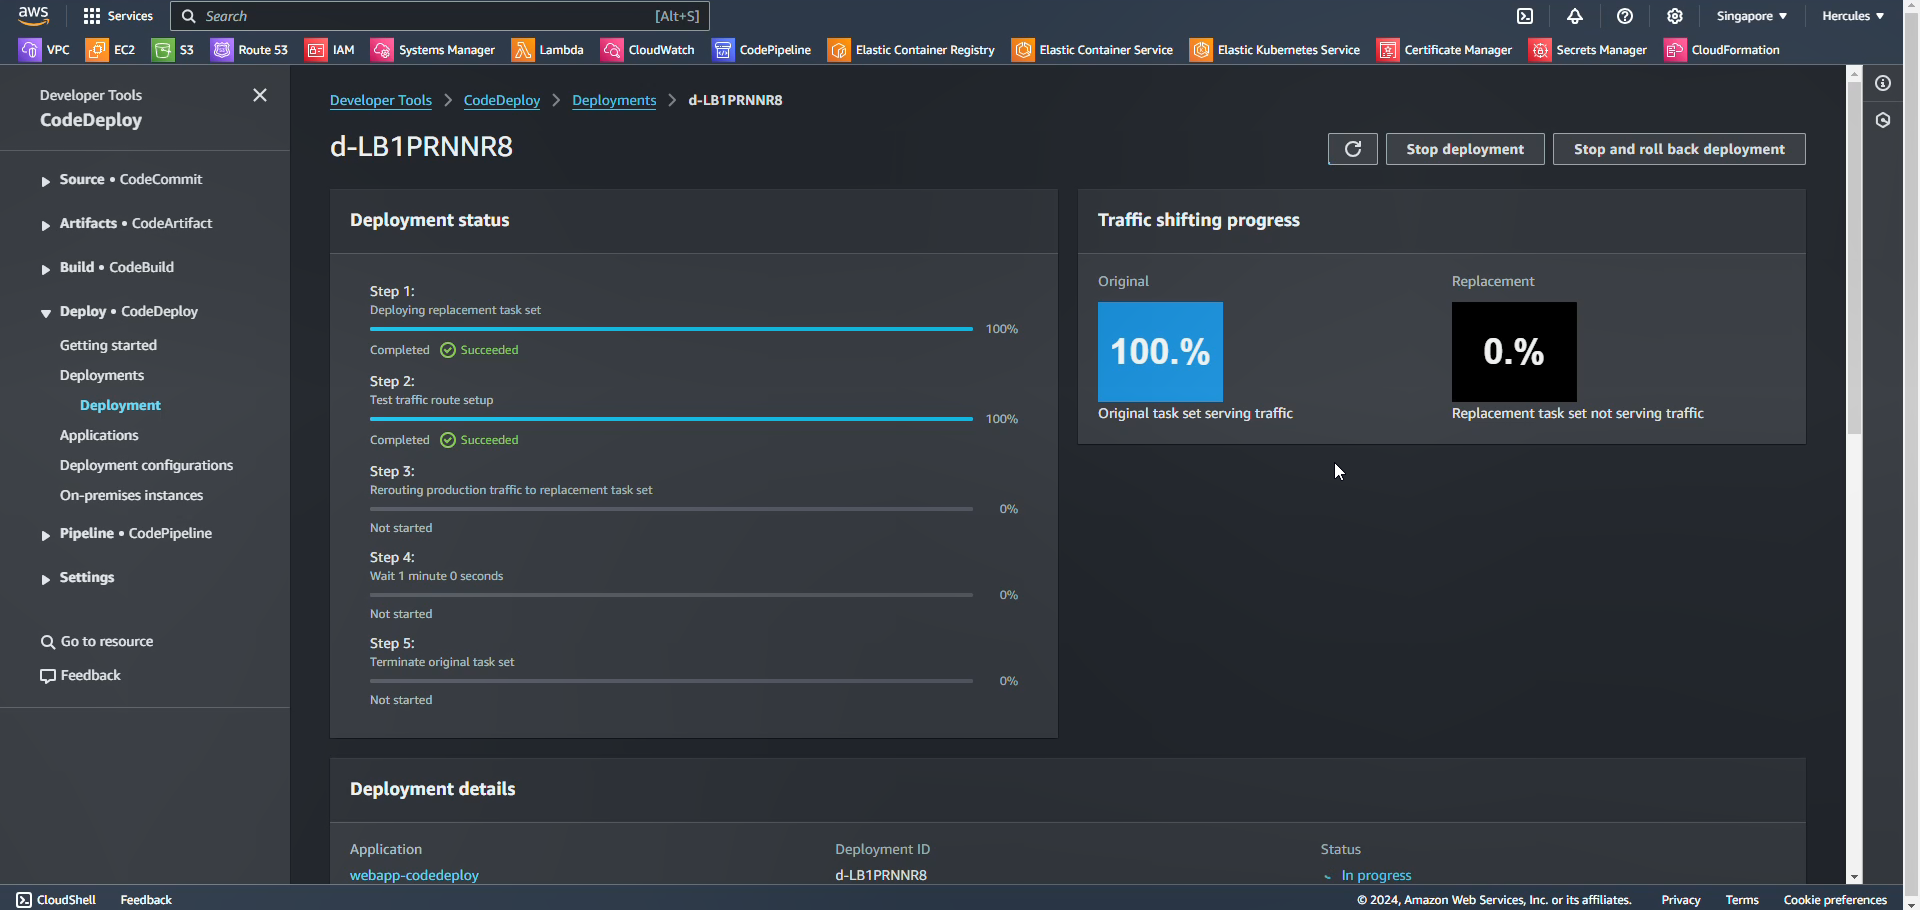 aws
Services
Search
[Alt+S]
Singapore
Hercules
VPC
EC2
S3
Route 53
IAM
Systems Manager
Lambda
CloudWatch
CodePipeline
Elastic Container Registry
Elastic Container Service
Elastic Kubernetes Service
Certificate Manager
Secrets Manager
CloudFormation
Developer Tools
CodeDeploy
Source • CodeCommit
Artifacts • CodeArtifact
Build • CodeBuild
Deploy • CodeDeploy
Getting started
Deployments
Deployment
Applications
Deployment configurations
On-premises instances
Pipeline • CodePipeline
Settings
Go to resource
Feedback
Developer Tools > CodeDeploy > Deployments > d-LB1PRNNR8
d-LB1PRNNR8
Stop deployment
Stop and roll back deployment
Deployment status
Step 1:
Deploying replacement task set
100%
Completed Succeeded
Step 2:
Test traffic route setup
100%
Completed Succeeded
Step 3:
Rerouting production traffic to replacement task set
0%
Not started
Step 4:
Wait 1 minute 0 seconds
0%
Not started
Step 5:
Terminate original task set
0%
Not started
Traffic shifting progress
Original
100.%
Original task set serving traffic
Replacement
0.%
Replacement task set not serving traffic
Deployment details
Application
webapp-codedeploy
Deployment ID
d-LB1PRNNR8
Status
In progress
CloudShell
Feedback
© 2024, Amazon Web Services, Inc. or its affiliates.
Privacy
Terms
Cookie preferences